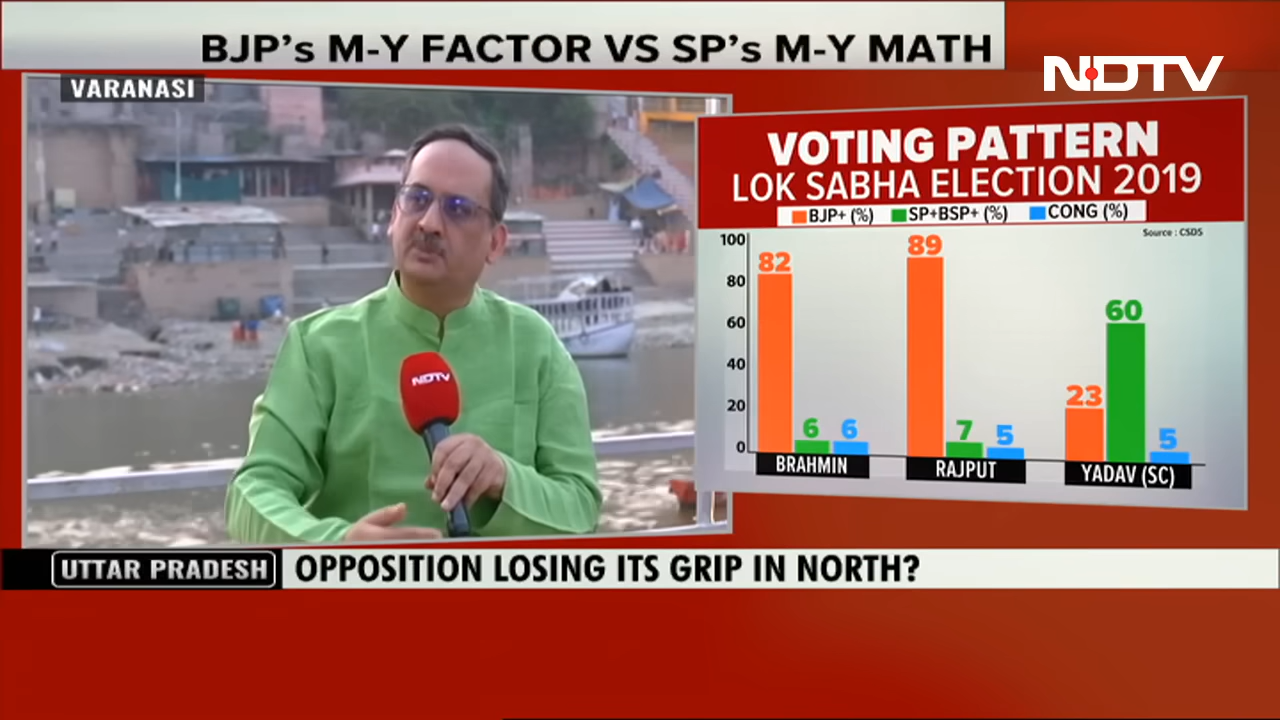 BJP's M-Y FACTOR VS SP's M-Y MATH
NDTV
VARANASI
VOTING PATTERN
LOK SABHA ELECTION 2019
BJP+ (%) SP+BSP+ (%) CONG (%)
Source : CSDS
100
80
60
40
20
0
82
6
6
BRAHMIN
89
7
5
RAJPUT
23
60
5
YADAV (SC)
NDTV
UTTAR PRADESH
OPPOSITION LOSING ITS GRIP IN NORTH?